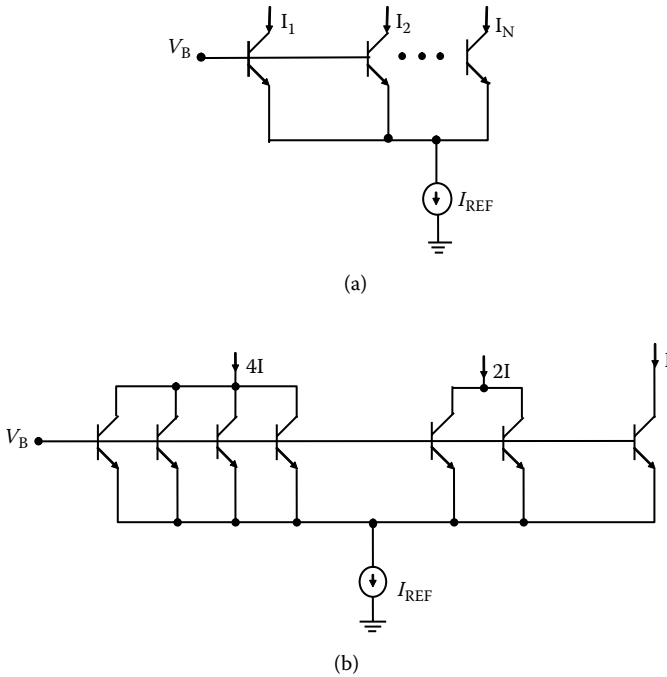 I1 I2 IN
VB
IREF
(a)
4I 2I I
VB
IREF
(b)